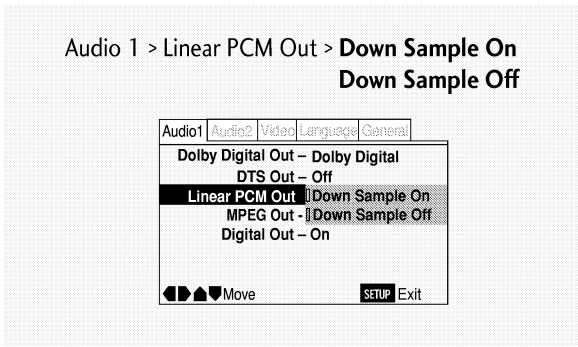 Audio 1 > Linear PCM Out > Down Sample On
Down Sample Off
Audio1 Audio2 Video Language General
Dolby Digital Out – Dolby Digital
DTS Out – Off
Linear PCM Out Down Sample On
MPEG Out - Down Sample Off
Digital Out – On
Move SETUP Exit